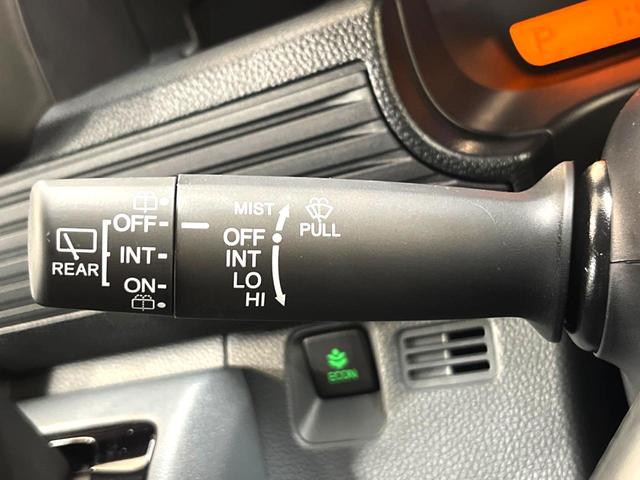 P
MIST
OFF
OFF
PULL
REAR
INT
INT
ON
LO
HI
ECON